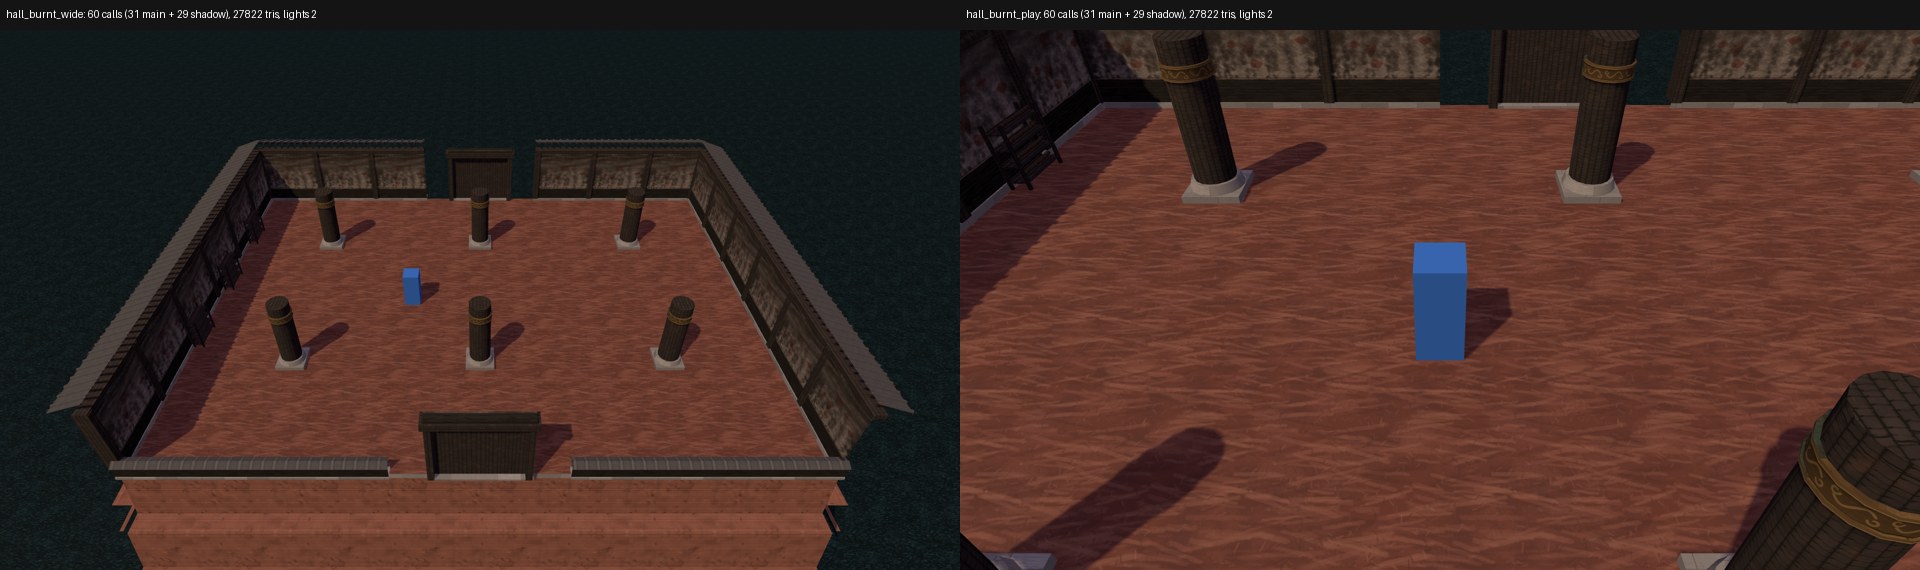 hall_burnt_wide: 60 calls (31 main + 29 shadow), 27822 tris, lights 2
hall_burnt_play: 60 calls (31 main + 29 shadow), 27822 tris, lights 2